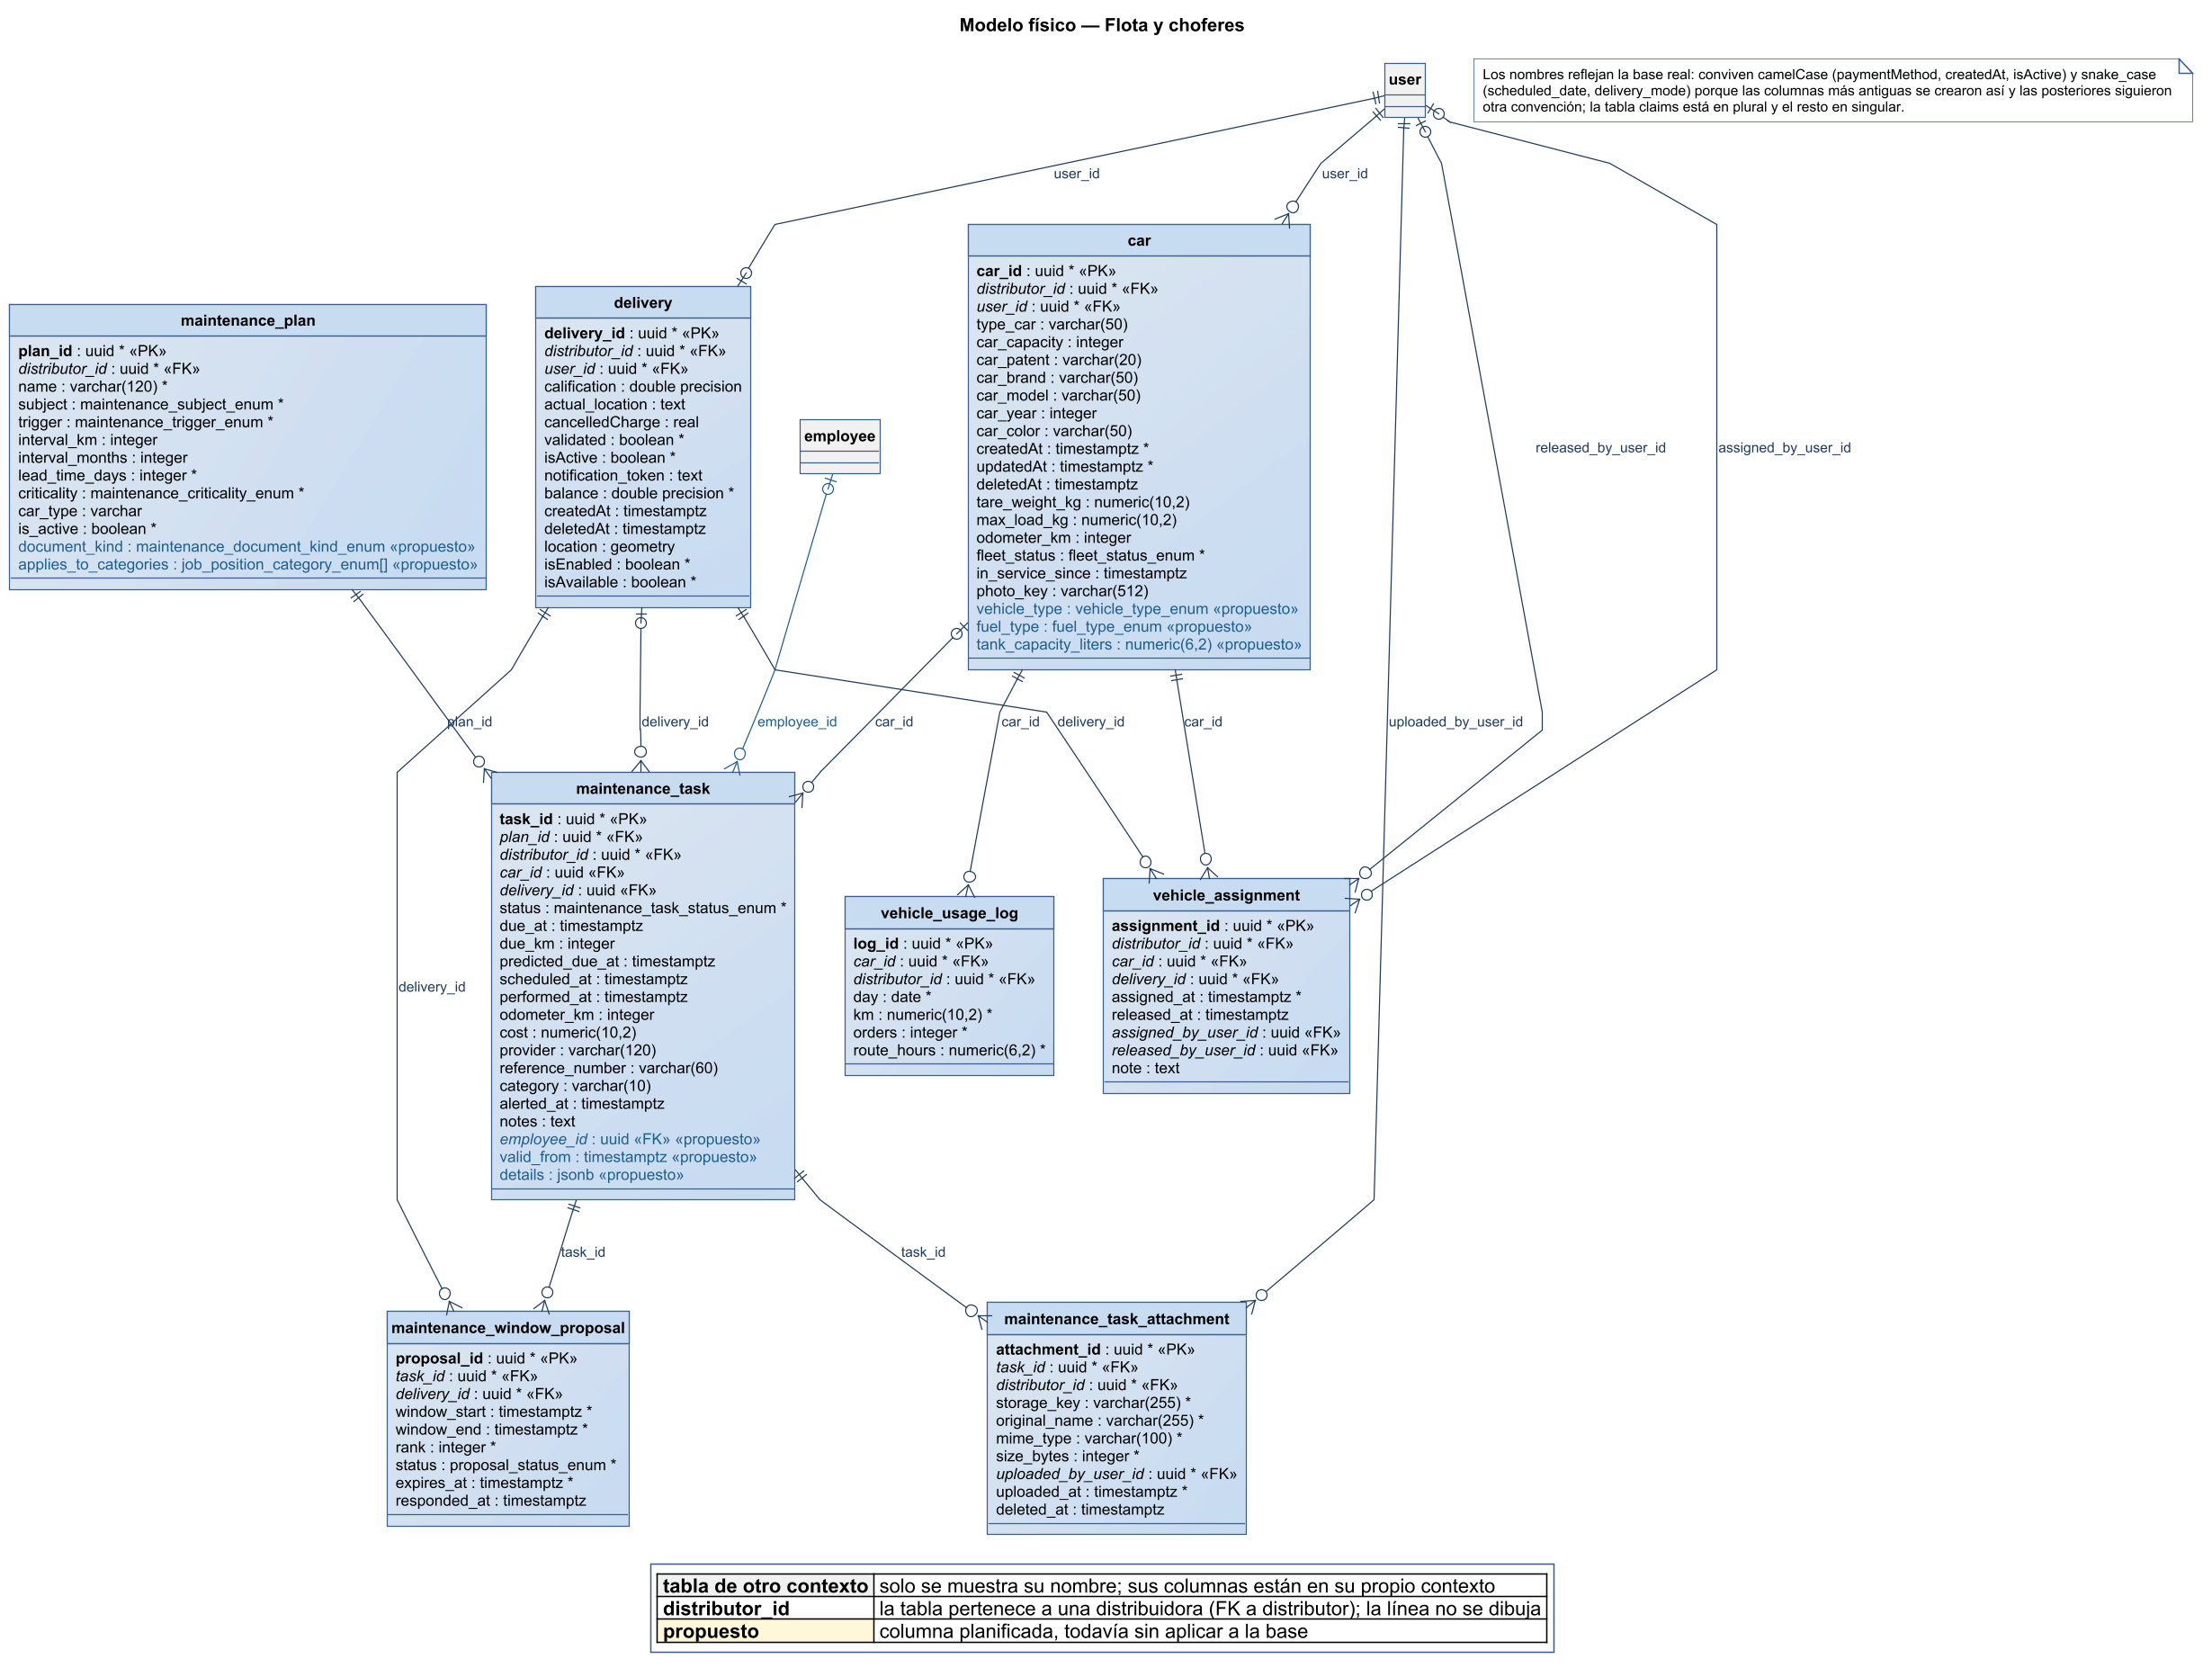 Modelo físico — Flota y choferes
user
Los nombres reflejan la base real: conviven camelCase (paymentMethod, createdAt, isActive) y snake_case
(scheduled_date, delivery_mode) porque las columnas más antiguas se crearon así y las posteriores siguieron
otra convención; la tabla claims está en plural y el resto en singular.
user_id
user_id
released_by_user_id
assigned_by_user_id
maintenance_plan
plan_id : uuid * «PK»
distributor_id : uuid * «FK»
name : varchar(120) *
subject : maintenance_subject_enum *
trigger : maintenance_trigger_enum *
interval_km : integer
interval_months : integer
lead_time_days : integer *
criticality : maintenance_criticality_enum *
car_type : varchar
is_active : boolean *
document_kind : maintenance_document_kind_enum «propuesto»
applies_to_categories : job_position_category_enum[] «propuesto»
delivery
delivery_id : uuid * «PK»
distributor_id : uuid * «FK»
user_id : uuid * «FK»
calification : double precision
actual_location : text
cancelledCharge : real
validated : boolean *
isActive : boolean *
notification_token : text
balance : double precision *
createdAt : timestamptz
deletedAt : timestamptz
location : geometry
isEnabled : boolean *
isAvailable : boolean *
employee
car
car_id : uuid * «PK»
distributor_id : uuid * «FK»
user_id : uuid * «FK»
type_car : varchar(50)
car_capacity : integer
car_patent : varchar(20)
car_brand : varchar(50)
car_model : varchar(50)
car_year : integer
car_color : varchar(50)
createdAt : timestamptz *
updatedAt : timestamptz *
deletedAt : timestamptz
tare_weight_kg : numeric(10,2)
max_load_kg : numeric(10,2)
odometer_km : integer
fleet_status : fleet_status_enum *
in_service_since : timestamptz
photo_key : varchar(512)
vehicle_type : vehicle_type_enum «propuesto»
fuel_type : fuel_type_enum «propuesto»
tank_capacity_liters : numeric(6,2) «propuesto»
plan_id
delivery_id
employee_id
car_id
car_id
delivery_id
car_id
uploaded_by_user_id
maintenance_task
task_id : uuid * «PK»
plan_id : uuid * «FK»
distributor_id : uuid * «FK»
car_id : uuid «FK»
delivery_id : uuid «FK»
status : maintenance_task_status_enum *
due_at : timestamptz
due_km : integer
predicted_due_at : timestamptz
scheduled_at : timestamptz
performed_at : timestamptz
odometer_km : integer
cost : numeric(10,2)
provider : varchar(120)
reference_number : varchar(60)
category : varchar(10)
alerted_at : timestamptz
notes : text
employee_id : uuid «FK» «propuesto»
valid_from : timestamptz «propuesto»
details : jsonb «propuesto»
vehicle_usage_log
log_id : uuid * «PK»
car_id : uuid * «FK»
distributor_id : uuid * «FK»
day : date *
km : numeric(10,2) *
orders : integer *
route_hours : numeric(6,2) *
vehicle_assignment
assignment_id : uuid * «PK»
distributor_id : uuid * «FK»
car_id : uuid * «FK»
delivery_id : uuid * «FK»
assigned_at : timestamptz *
released_at : timestamptz
assigned_by_user_id : uuid «FK»
released_by_user_id : uuid «FK»
note : text
delivery_id
task_id
task_id
maintenance_window_proposal
proposal_id : uuid * «PK»
task_id : uuid * «FK»
delivery_id : uuid * «FK»
window_start : timestamptz *
window_end : timestamptz *
rank : integer *
status : proposal_status_enum *
expires_at : timestamptz *
responded_at : timestamptz
maintenance_task_attachment
attachment_id : uuid * «PK»
task_id : uuid * «FK»
distributor_id : uuid * «FK»
storage_key : varchar(255) *
original_name : varchar(255) *
mime_type : varchar(100) *
size_bytes : integer *
uploaded_by_user_id : uuid * «FK»
uploaded_at : timestamptz *
deleted_at : timestamptz
tabla de otro contexto solo se muestra su nombre; sus columnas están en su propio contexto
distributor_id la tabla pertenece a una distribuidora (FK a distributor); la línea no se dibuja
propuesto columna planificada, todavía sin aplicar a la base